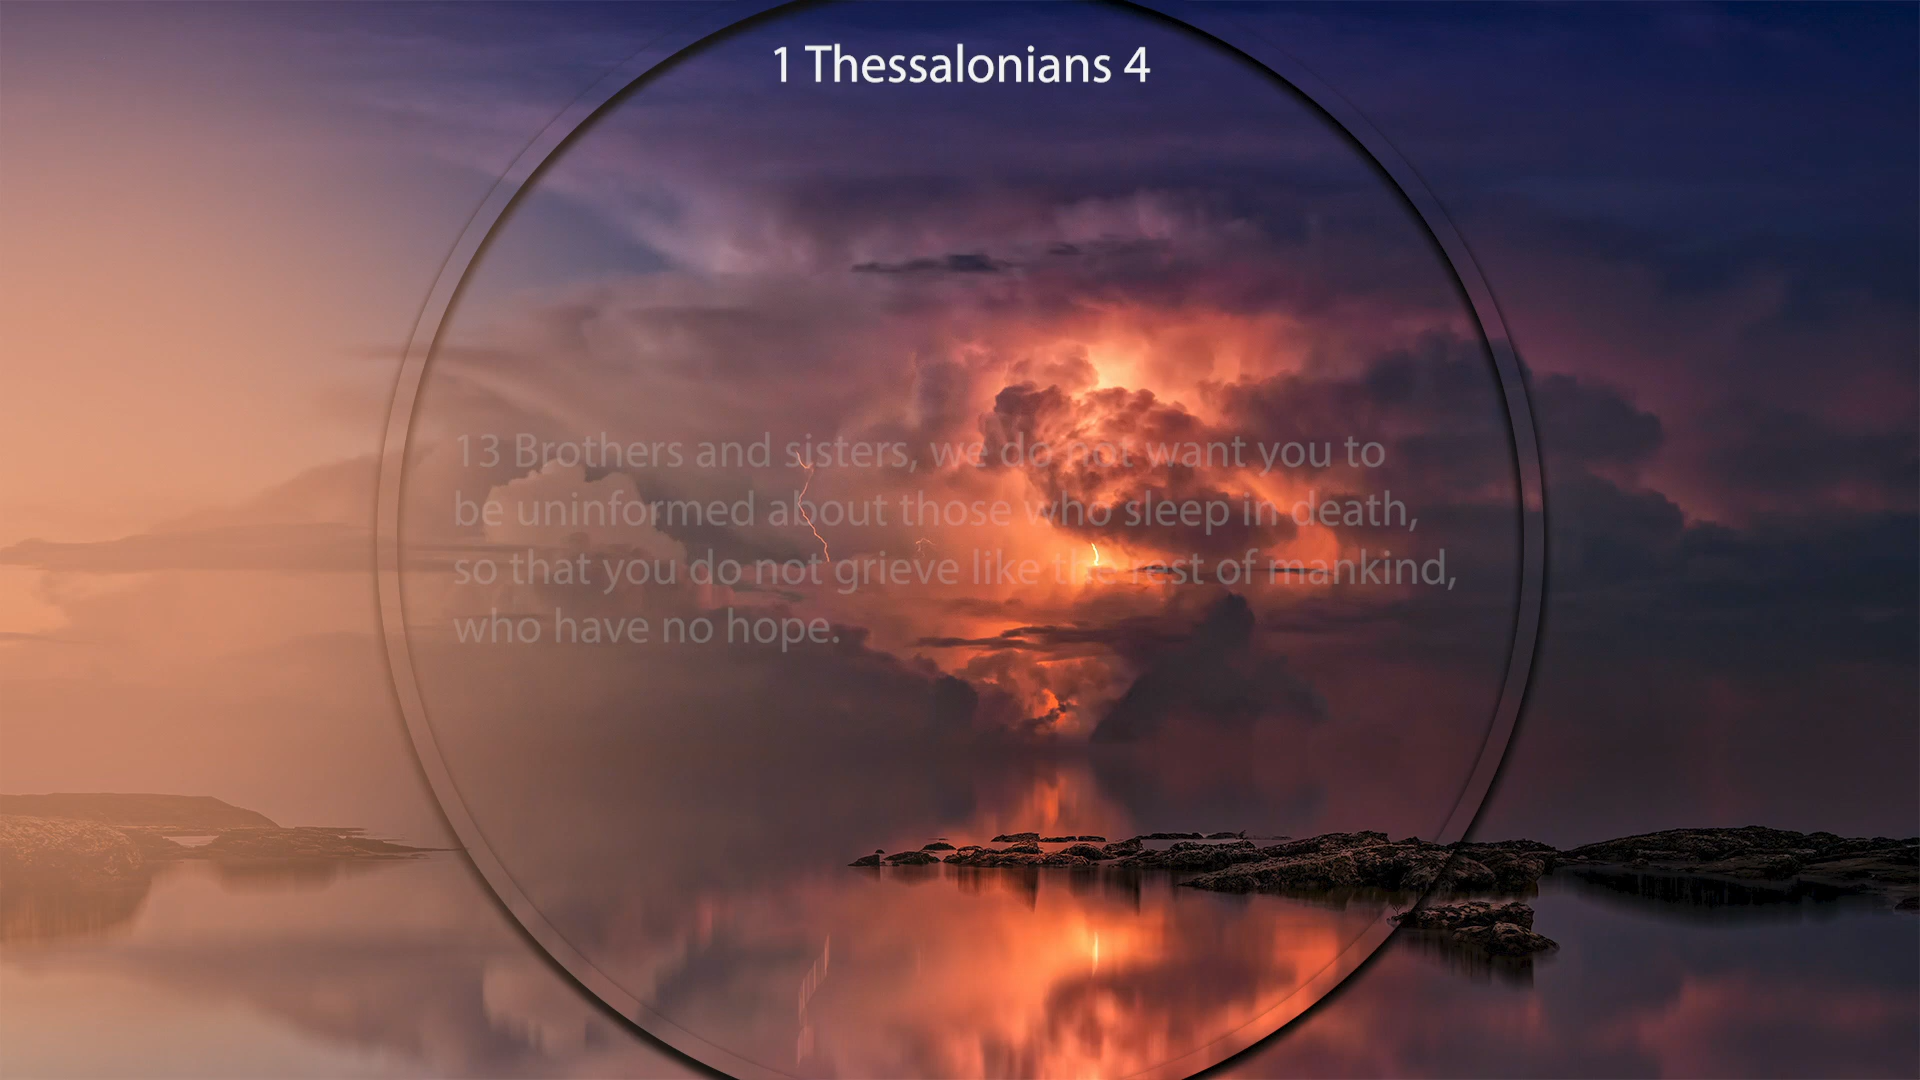 1 Thessalonians 4
13 Brothers and sisters, we do not want you to
be uninformed about those who sleep in death,
so that you do not grieve like the rest of mankind,
who have no hope.